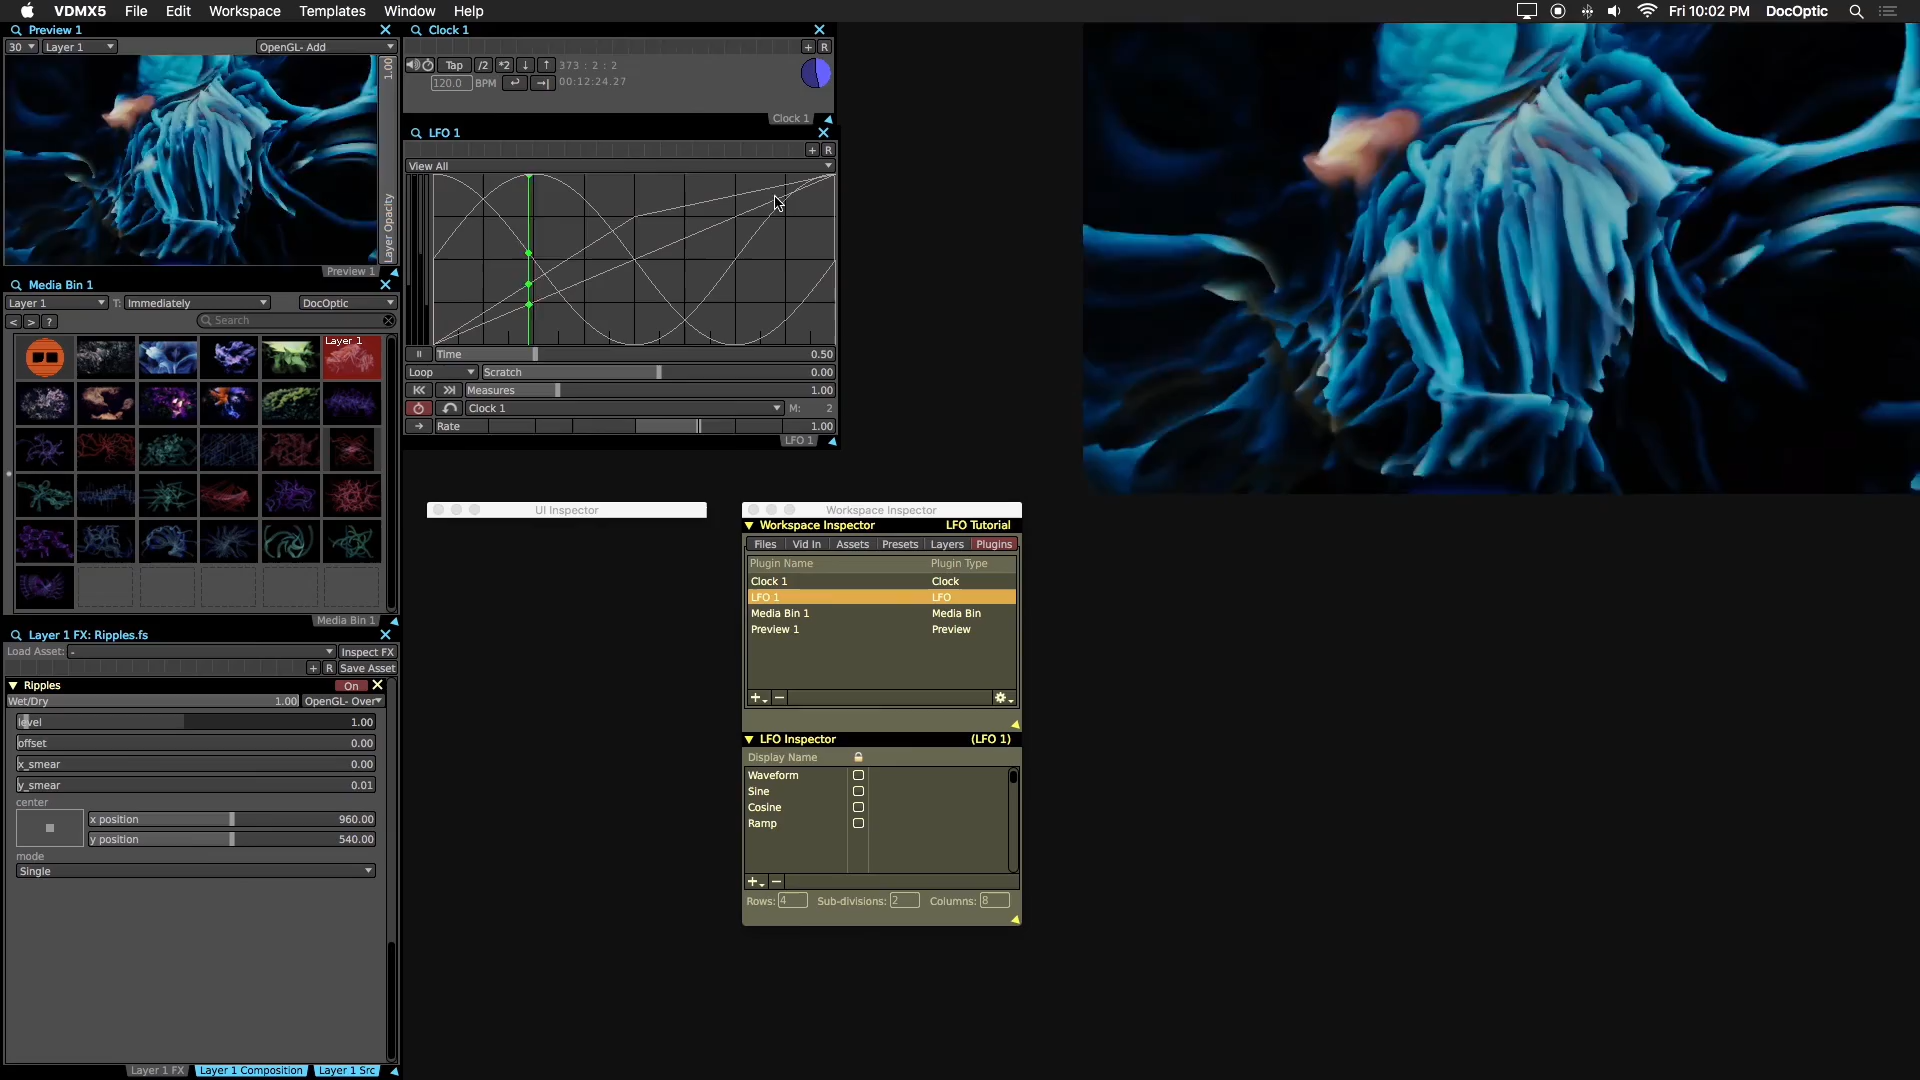 VDMX5 File Edit Workspace Templates Window Help
Fri 10:02 PM DocOptic
Preview 1
30 Layer 1 OpenGL- Add
1.00
Layer Opacity
Preview 1
Clock 1
+ R
Tap /2 *2 ↓ ↑ 373 : 2 : 2
120.0 BPM 00:12:24.27
Clock 1
LFO 1
+ R
View All
Time 0.50
Loop Scratch 0.00
Measures 1.00
Clock 1 M: 2
Rate 1.00
LFO 1
Media Bin 1
Layer 1 T: Immediately DocOptic
< > ? Search
Layer 1
Media Bin 1
Layer 1 FX: Ripples.fs
Load Asset: - Inspect FX
+ R Save Asset
Ripples On
Wet/Dry 1.00 OpenGL- Over
level 1.00
offset 0.00
x_smear 0.00
y_smear 0.01
center
x position 960.00
y position 540.00
mode
Single
Layer 1 FX Layer 1 Composition Layer 1 Src
UI Inspector
Workspace Inspector
Workspace Inspector LFO Tutorial
Files Vid In Assets Presets Layers Plugins
Plugin Name Plugin Type
Clock 1 Clock
LFO 1 LFO
Media Bin 1 Media Bin
Preview 1 Preview
LFO Inspector (LFO 1)
Display Name
Waveform
Sine
Cosine
Ramp
Rows: 4 Sub-divisions: 2 Columns: 8